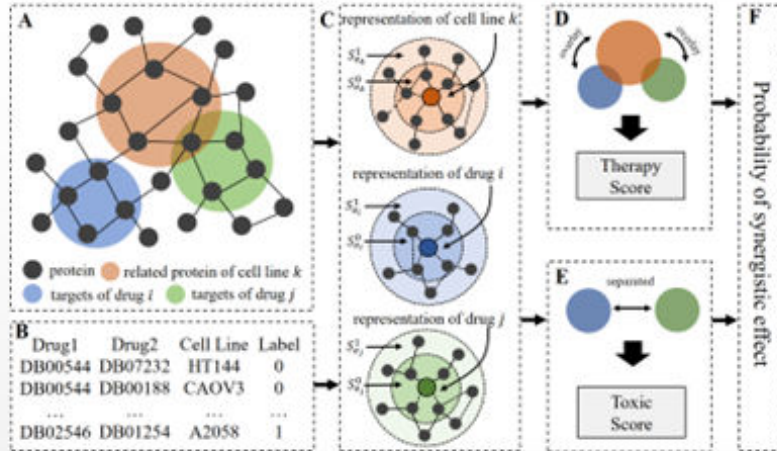 A
protein
related protein of cell line k
targets of drug i
targets of drug j
B
Drug1 Drug2 Cell Line Label
DB00544 DB07232 HT144 0
DB00544 DB00188 CAOV3 0
... ... ... ...
DB02546 DB01254 A2058 1
C
representation of cell line k
representation of drug i
representation of drug j
D
overlay
overlay
Therapy
Score
E
separated
Toxic
Score
F
Probability of synergistic effect